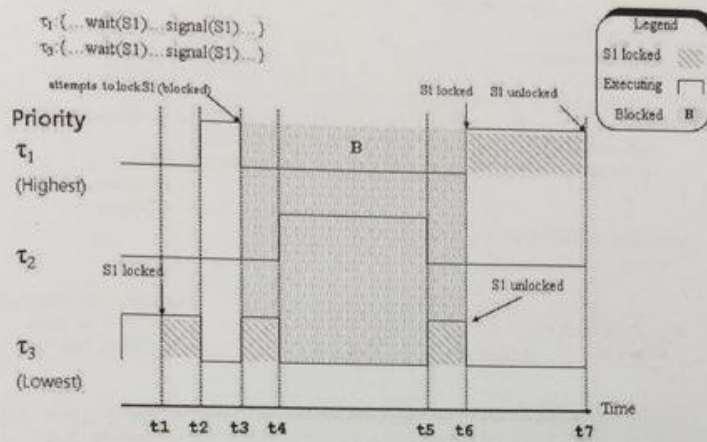 τ1:{...wait(S1)...signal(S1)...}
τ3:{...wait(S1)...signal(S1)...}
Legend
S1 locked
Executing
Blocked B
attempts to lock S1 (blocked)
S1 locked
S1 unlocked
Priority
τ1
(Highest)
B
τ2
S1 locked
S1 unlocked
τ3
(Lowest)
Time
t1 t2 t3 t4 t5 t6 t7